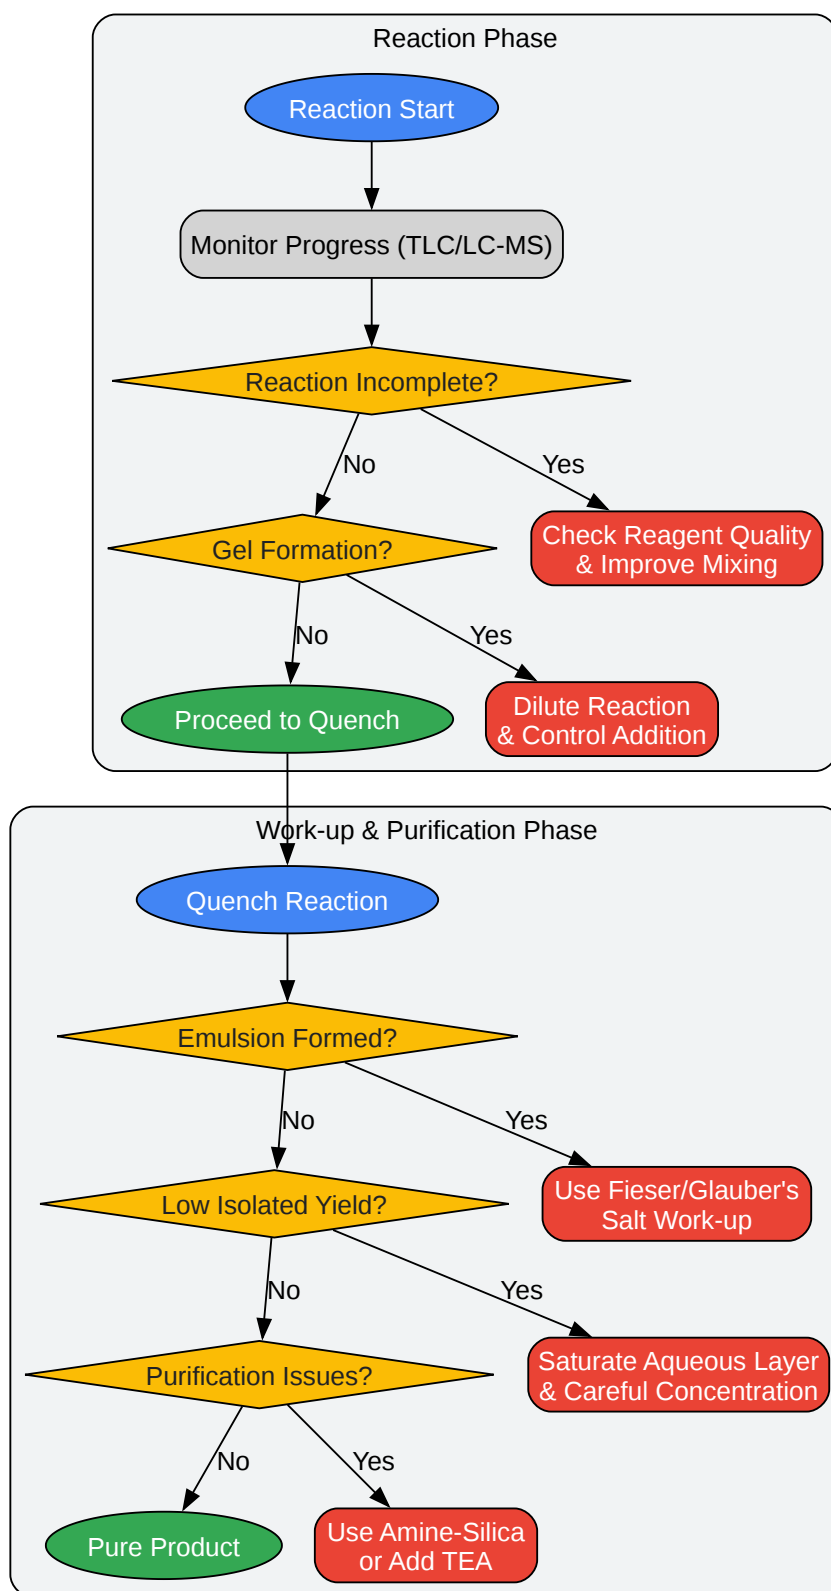 Reaction Phase
Reaction Start
Monitor Progress (TLC/LC-MS)
Reaction Incomplete?
No
Yes
Gel Formation?
Check Reagent Quality
& Improve Mixing
No
Yes
Proceed to Quench
Dilute Reaction
& Control Addition
Work-up & Purification Phase
Quench Reaction
Emulsion Formed?
No
Yes
Low Isolated Yield?
Use Fieser/Glauber's
Salt Work-up
No
Yes
Purification Issues?
Saturate Aqueous Layer
& Careful Concentration
No
Yes
Pure Product
Use Amine-Silica
or Add TEA